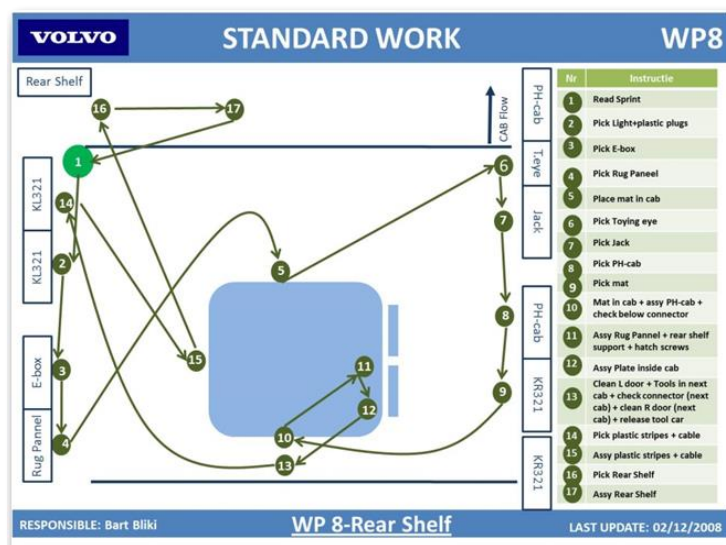 VOLVO
STANDARD WORK
WP8
Rear Shelf
16
17
1
KL321
14
KL321
2
E-box
3
Rug Pannel
4
5
15
11
12
10
13
CAB Flow
6
7
8
9
PH-cab
T.eye
Jack
PH-cab
KR321
KR321
Nr Instructie
1 Read Sprint
2 Pick Light+plastic plugs
3 Pick E-box
4 Pick Rug Paneel
5 Place mat in cab
6 Pick Toying eye
7 Pick Jack
8 Pick PH-cab
9 Pick mat
10 Mat in cab + assy PH-cab +
check below connector
11 Assy Rug Pannel + rear shelf
support + hatch screws
12 Assy Plate inside cab
13 Clean L door + Tools in next
cab + check connector (next
cab) + clean R door (next
cab) + release tool car
14 Pick plastic stripes + cable
15 Assy plastic stripes + cable
16 Pick Rear Shelf
17 Assy Rear Shelf
RESPONSIBLE: Bart Bliki
WP 8-Rear Shelf
LAST UPDATE: 02/12/2008